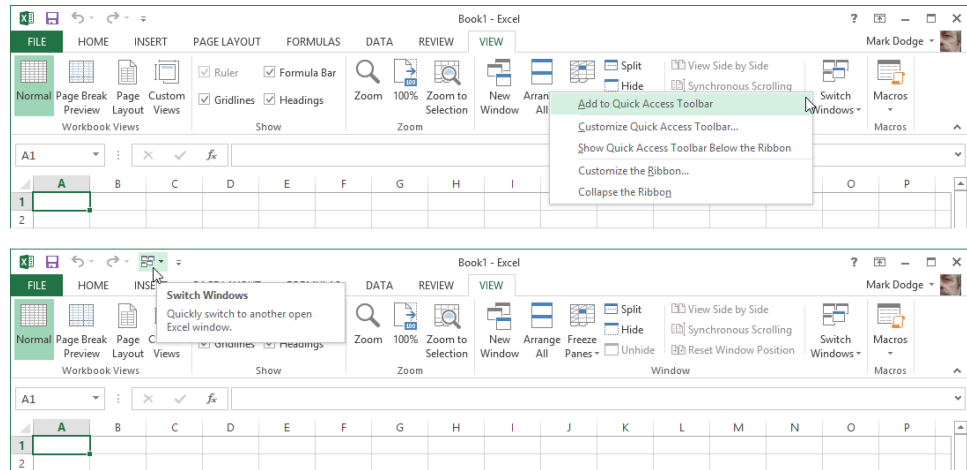 Book1 - Excel
FILE HOME INSERT PAGE LAYOUT FORMULAS DATA REVIEW VIEW Mark Dodge
Ruler Formula Bar Split View Side by Side
Hide Synchronous Scrolling
Normal Page Break Page Custom Gridlines Headings Zoom 100% Zoom to New Arran Switch Macros
Preview Layout Views Selection Window All Windows
Workbook Views Show Zoom Macros
Add to Quick Access Toolbar
Customize Quick Access Toolbar...
Show Quick Access Toolbar Below the Ribbon
Customize the Ribbon...
Collapse the Ribbon
A1 fx
A B C D E F G H I O P
1
2
Book1 - Excel
FILE HOME INSE DATA REVIEW VIEW Mark Dodge
Switch Windows
Quickly switch to another open
Excel window.
Split View Side by Side
Hide Synchronous Scrolling
Unhide Reset Window Position
Normal Page Break Page C Gridlines Headings Zoom 100% Zoom to New Arrange Freeze Switch Macros
Preview Layout Views Selection Window All Panes Windows
Workbook Views Show Zoom Window Macros
A1 fx
A B C D E F G H I J K L M N O P
1
2